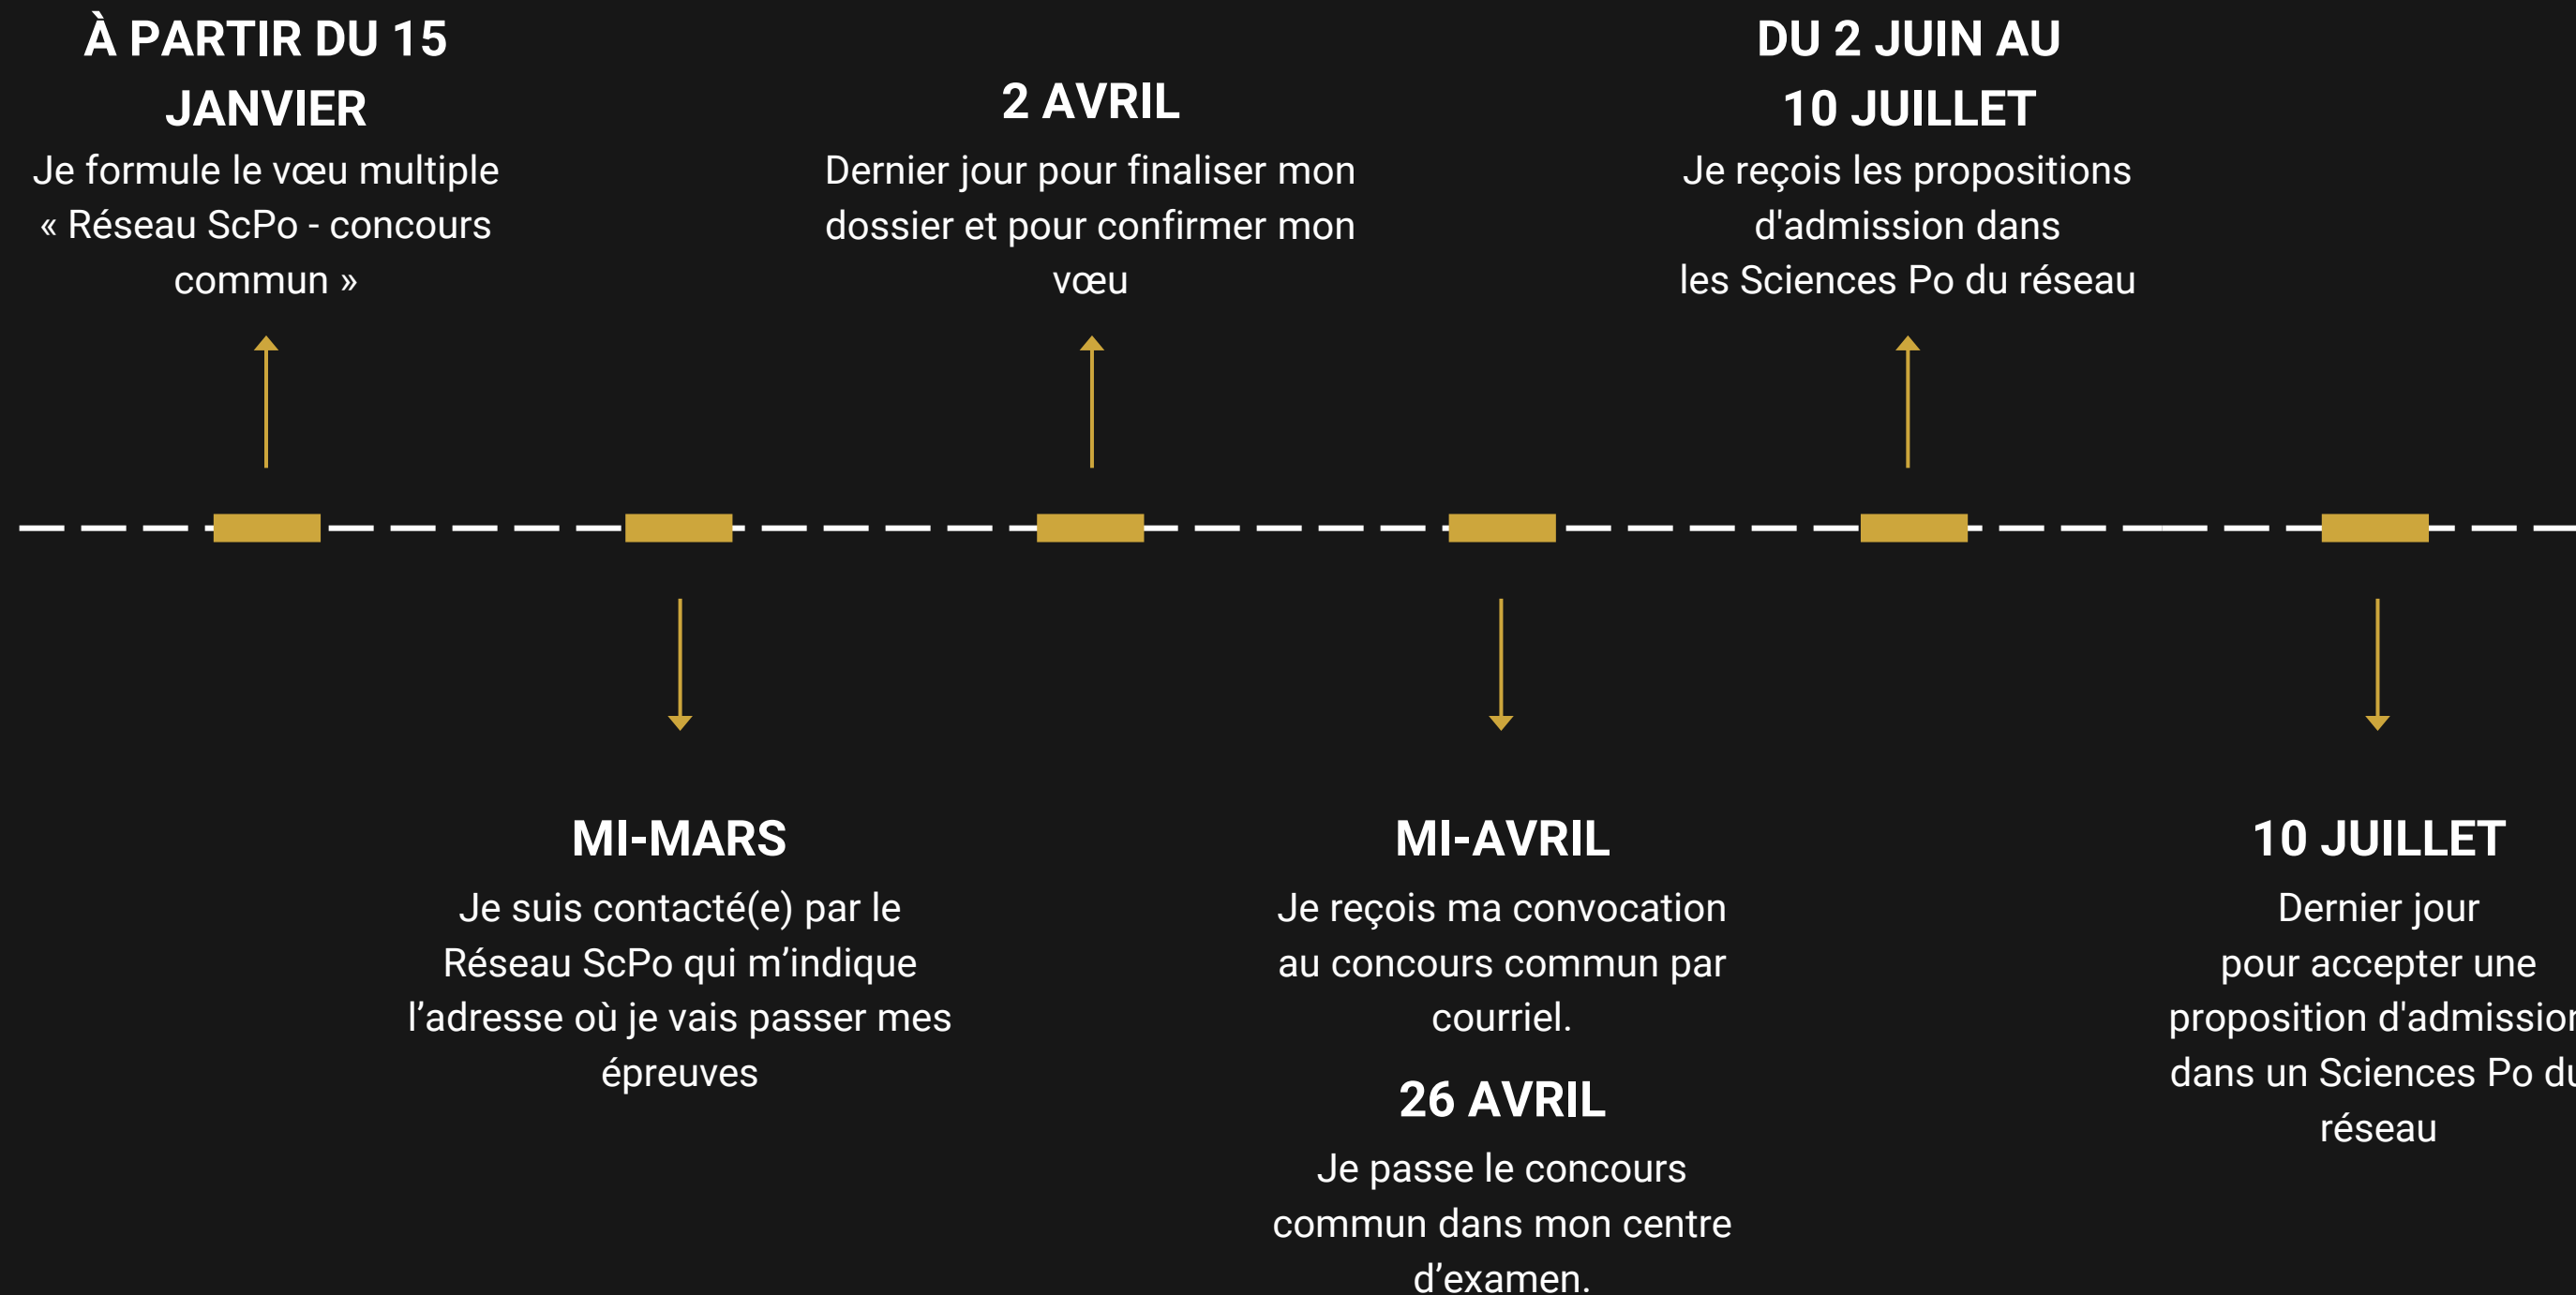 À PARTIR DU 15
JANVIER
Je formule le vœu multiple
« Réseau ScPo - concours
commun »
2 AVRIL
Dernier jour pour finaliser mon
dossier et pour confirmer mon
vœu
DU 2 JUIN AU
10 JUILLET
Je reçois les propositions
d'admission dans
les Sciences Po du réseau
MI-MARS
Je suis contacté(e) par le
Réseau ScPo qui m’indique
l’adresse où je vais passer mes
épreuves
MI-AVRIL
Je reçois ma convocation
au concours commun par
courriel.
26 AVRIL
Je passe le concours
commun dans mon centre
d’examen.
10 JUILLET
Dernier jour
pour accepter une
proposition d'admission
dans un Sciences Po du
réseau